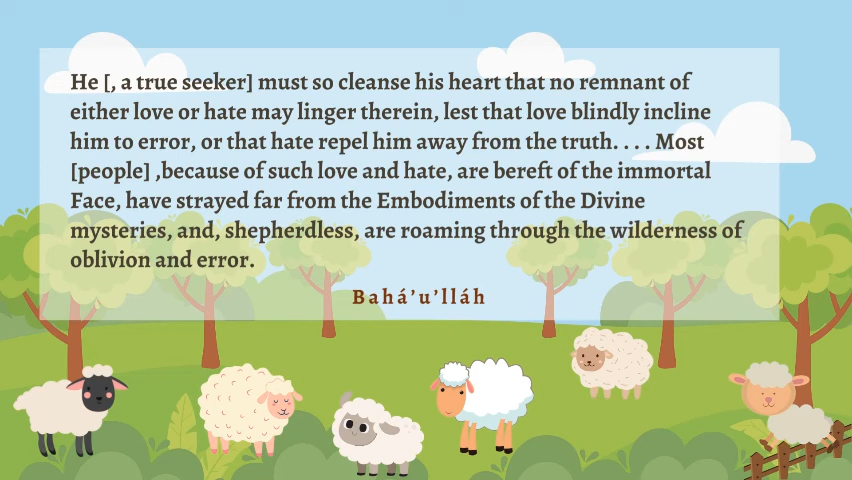 He [, a true seeker] must so cleanse his heart that no remnant of
either love or hate may linger therein, lest that love blindly incline
him to error, or that hate repel him away from the truth. . . . Most
[people] ,because of such love and hate, are bereft of the immortal
Face, have strayed far from the Embodiments of the Divine
mysteries, and, shepherdless, are roaming through the wilderness of
oblivion and error.
Bahá’u’lláh